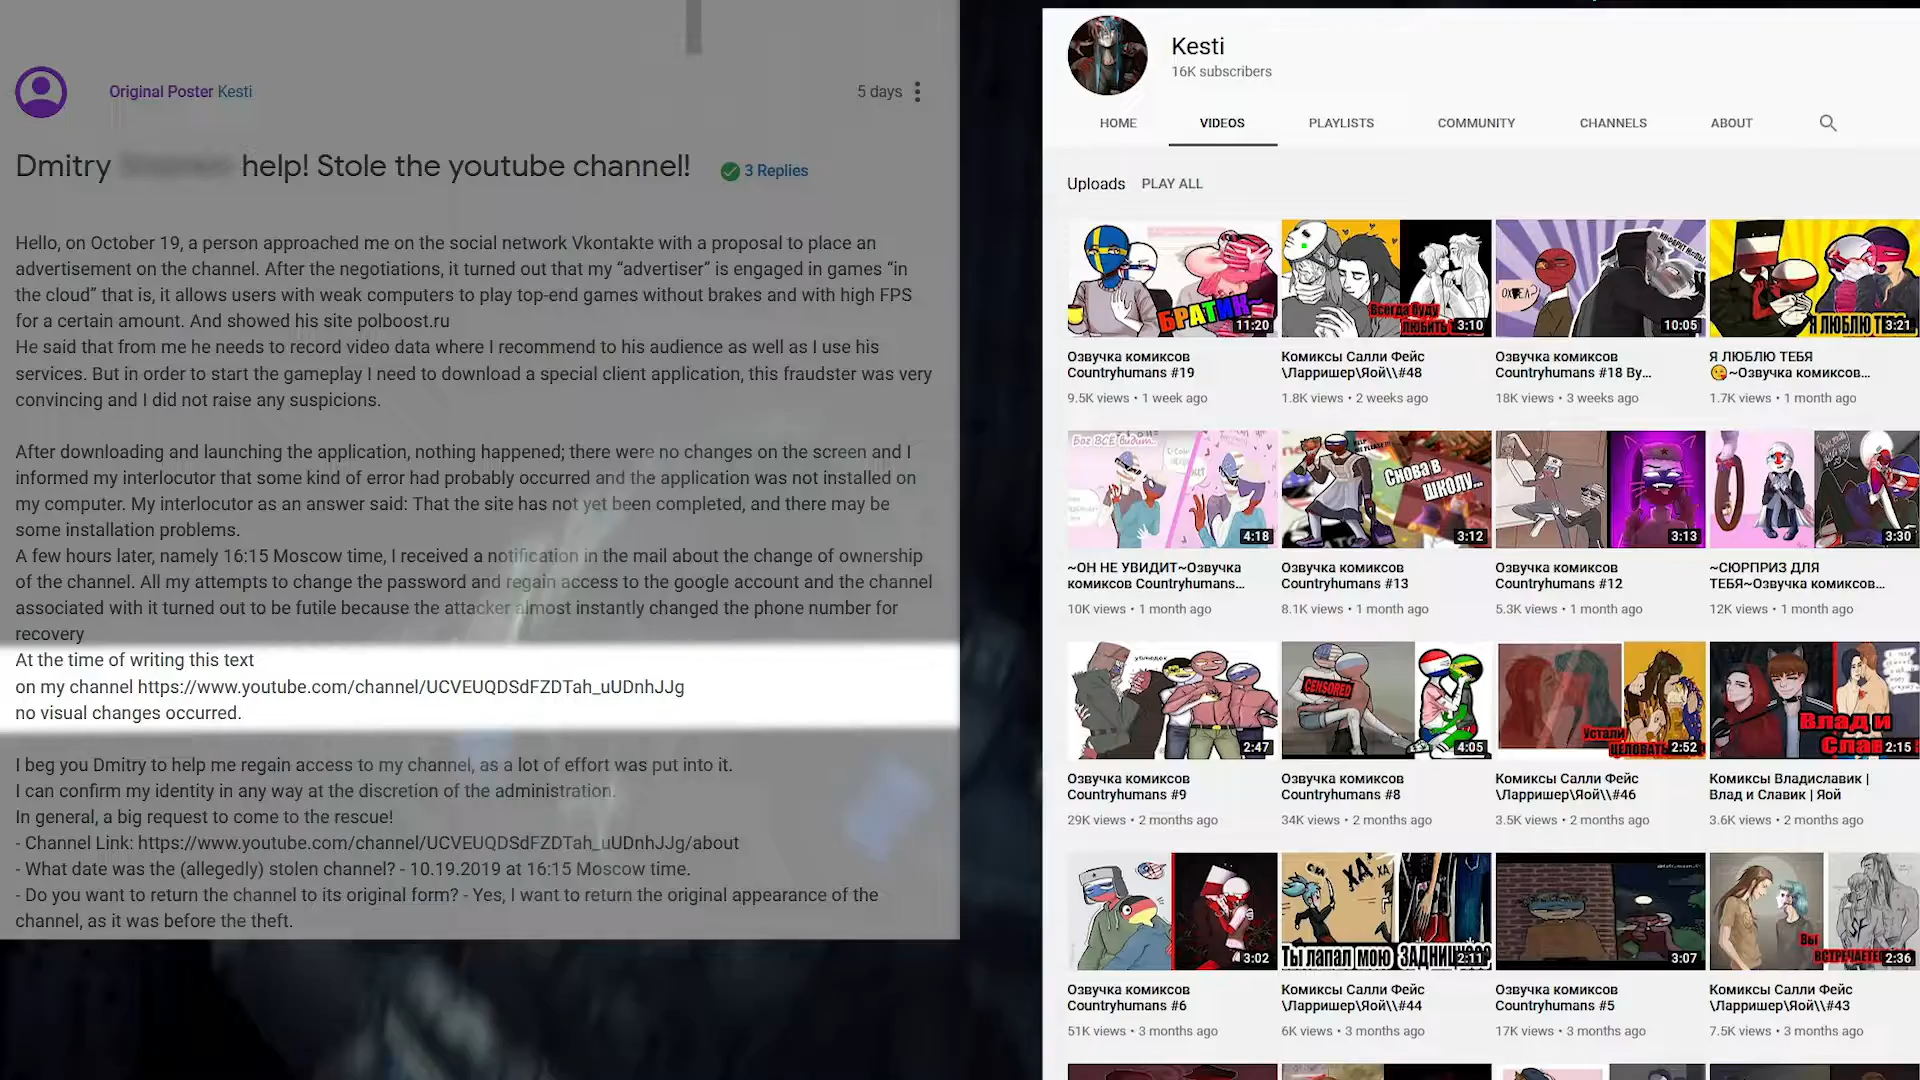 Original Poster Kesti
5 days
Dmitry help! Stole the youtube channel!
3 Replies
Hello, on October 19, a person approached me on the social network Vkontakte with a proposal to place an
advertisement on the channel. After the negotiations, it turned out that my “advertiser” is engaged in games “in
the cloud” that is, it allows users with weak computers to play top-end games without brakes and with high FPS
for a certain amount. And showed his site polboost.ru
He said that from me he needs to record video data where I recommend to his audience as well as I use his
services. But in order to start the gameplay I need to download a special client application, this fraudster was very
convincing and I did not raise any suspicions.
After downloading and launching the application, nothing happened; there were no changes on the screen and I
informed my interlocutor that some kind of error had probably occurred and the application was not installed on
my computer. My interlocutor as an answer said: That the site has not yet been completed, and there may be
some installation problems.
A few hours later, namely 16:15 Moscow time, I received a notification in the mail about the change of ownership
of the channel. All my attempts to change the password and regain access to the google account and the channel
associated with it turned out to be futile because the attacker almost instantly changed the phone number for
recovery
At the time of writing this text
on my channel https://www.youtube.com/channel/UCVEUQDSdFZDTah_uUDnhJJg
no visual changes occurred.
I beg you Dmitry to help me regain access to my channel, as a lot of effort was put into it.
I can confirm my identity in any way at the discretion of the administration.
In general, a big request to come to the rescue!
- Channel Link: https://www.youtube.com/channel/UCVEUQDSdFZDTah_uUDnhJJg/about
- What date was the (allegedly) stolen channel? - 10.19.2019 at 16:15 Moscow time.
- Do you want to return the channel to its original form? - Yes, I want to return the original appearance of the
channel, as it was before the theft.
Kesti
16K subscribers
HOME VIDEOS PLAYLISTS COMMUNITY CHANNELS ABOUT
Uploads PLAY ALL
БРАТИК~
11:20
Всегда буду
любить
3:10
10:05
Я ЛЮБЛЮ
3:21
Озвучка комиксов
Countryhumans #19
9.5K views • 1 week ago
Комиксы Салли Фейс
\Ларришер\Яой\\#48
1.8K views • 2 weeks ago
Озвучка комиксов
Countryhumans #18 By...
18K views • 3 weeks ago
Я ЛЮБЛЮ ТЕБЯ
😘~Озвучка комиксов...
1.7K views • 1 month ago
Бог ВСЁ видит...
4:18
Снова в
школу...
3:12
3:13
3:30
~ОН НЕ УВИДИТ~Озвучка
комиксов Countryhumans...
10K views • 1 month ago
Озвучка комиксов
Countryhumans #13
8.1K views • 1 month ago
Озвучка комиксов
Countryhumans #12
5.3K views • 1 month ago
~СЮРПРИЗ ДЛЯ
ТЕБЯ~Озвучка комиксов...
12K views • 1 month ago
2:47
CENSORED
4:05
Устали
целовать
2:52
Влад и
Слав
2:15
Озвучка комиксов
Countryhumans #9
29K views • 2 months ago
Озвучка комиксов
Countryhumans #8
34K views • 2 months ago
Комиксы Салли Фейс
\Ларришер\Яой\\#46
3.5K views • 2 months ago
Комиксы Владиславик |
Влад и Славик | Яой
3.6K views • 2 months ago
3:02
ХА ХА
Ты лапал мою
2:11
3:07
Вы
2:36
Озвучка комиксов
Countryhumans #6
51K views • 3 months ago
Комиксы Салли Фейс
\Ларришер\Яой\\#44
6K views • 3 months ago
Озвучка комиксов
Countryhumans #5
17K views • 3 months ago
Комиксы Салли Фейс
\Ларришер\Яой\\#43
7.5K views • 3 months ago